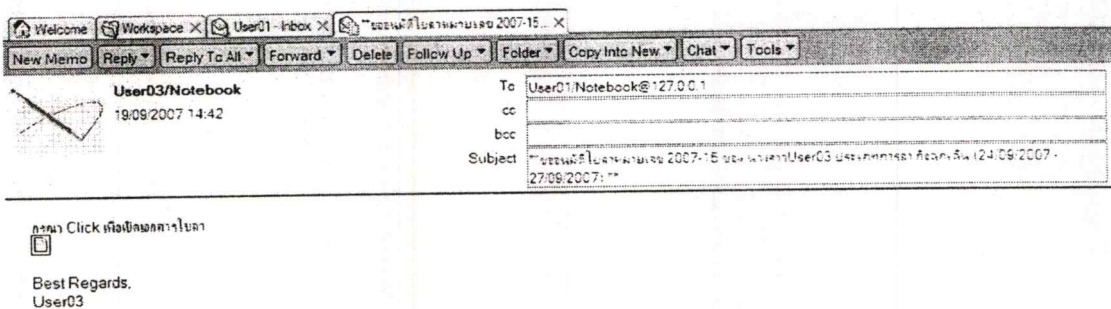 Welcome Workspace User01 - Inbox "ขออนุมัติใบลาหมายเลข 2007-15...
New Memo Reply Reply To All Forward Delete Follow Up Folder Copy Into New Chat Tools
User03/Notebook
19/09/2007 14:42
To User01/Notebook@127.0.0.1
cc
bcc
Subject "ขออนุมัติใบลาหมายเลข 2007-15 ของ นางสาวUser03 ประเภทการลา (24/09/2007 -
27/09/2007) "
กรุณา Click เพื่อเปิดเอกสารใบลา
Best Regards,
User03